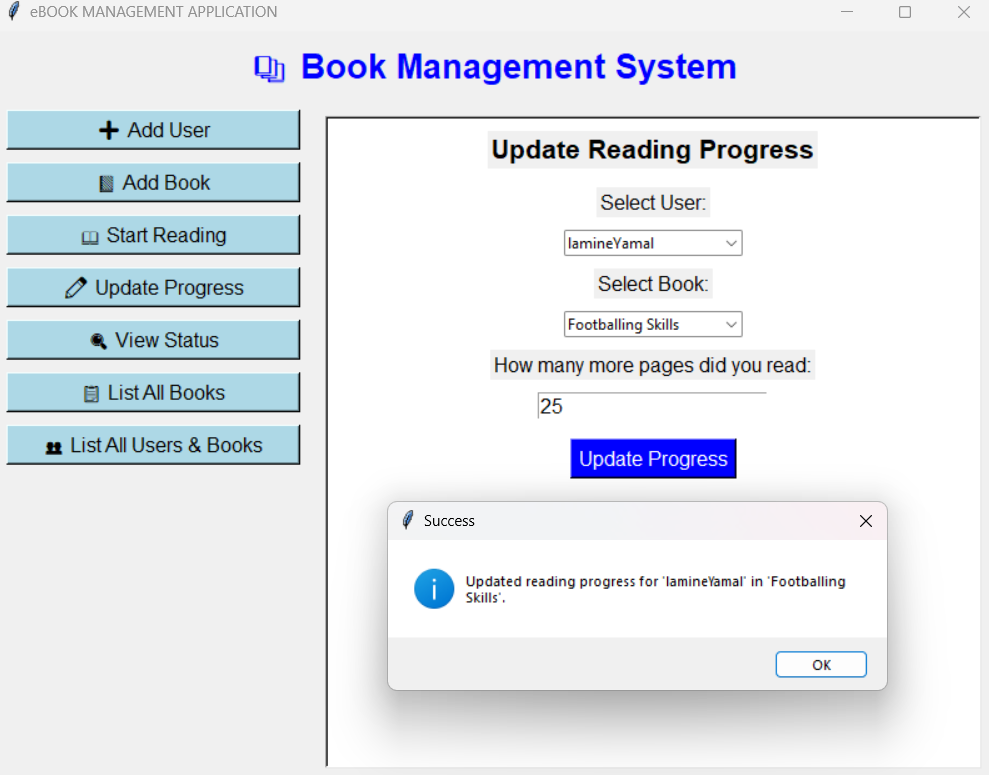 eBOOK MANAGEMENT APPLICATION
Book Management System
Add User
Add Book
Start Reading
Update Progress
View Status
List All Books
List All Users & Books
Update Reading Progress
Select User:
lamineYamal
Select Book:
Footballing Skills
How many more pages did you read:
25
Update Progress
Success
Updated reading progress for 'lamineYamal' in 'Footballing
Skills'.
OK